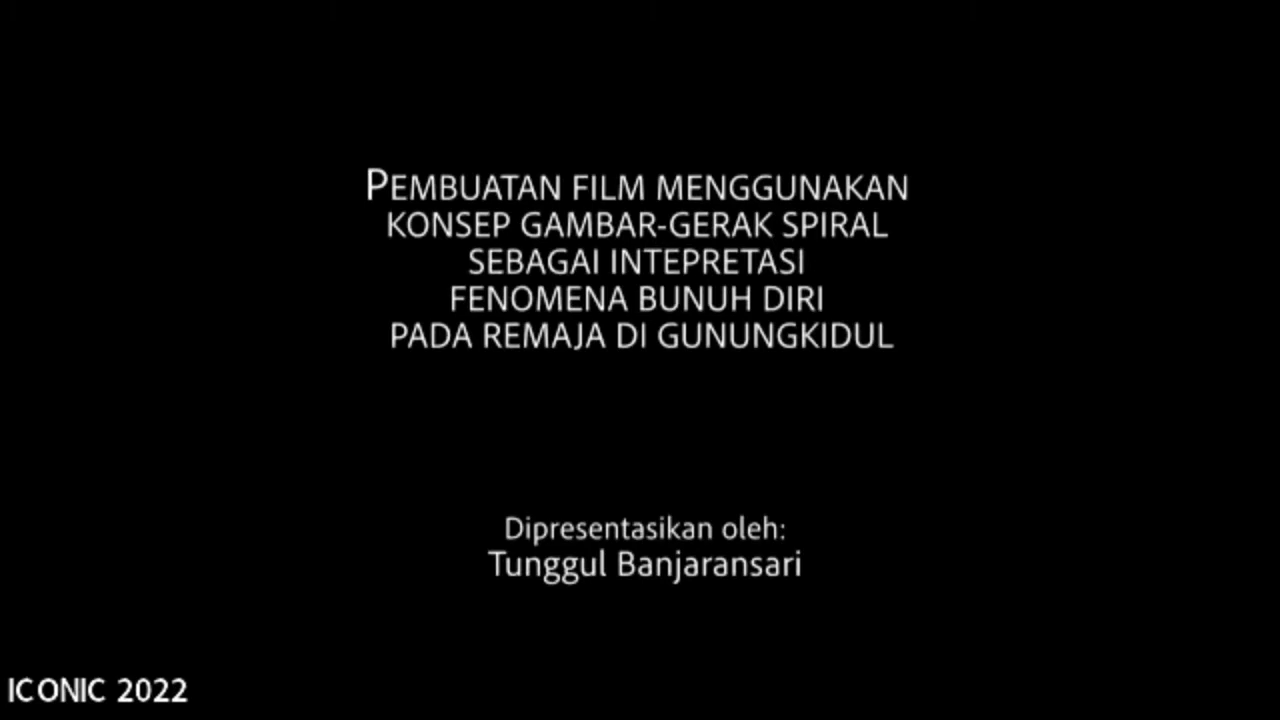 PEMBUATAN FILM MENGGUNAKAN
KONSEP GAMBAR-GERAK SPIRAL
SEBAGAI INTEPRETASI
FENOMENA BUNUH DIRI
PADA REMAJA DI GUNUNGKIDUL
Dipresentasikan oleh:
Tunggul Banjaransari
ICONIC 2022